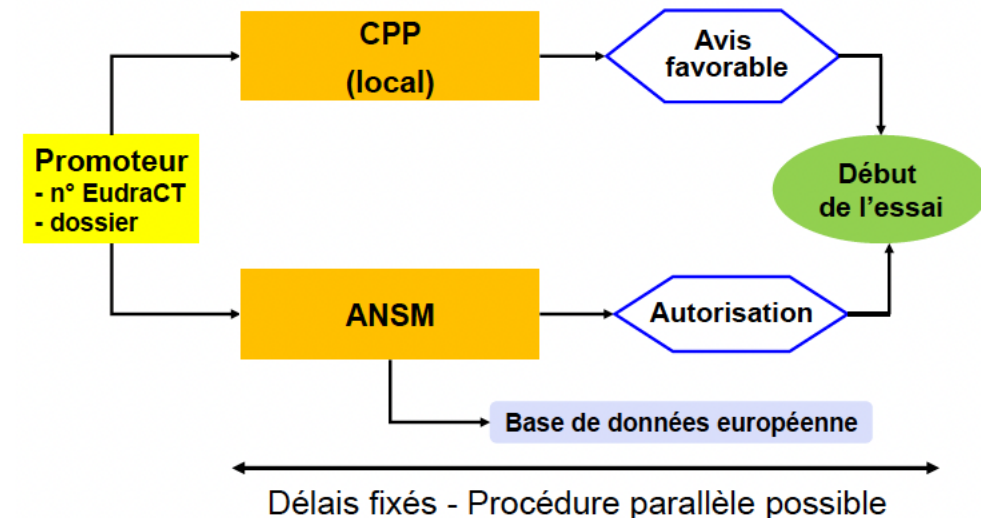 CPP
(local)
Avis
favorable
Promoteur
- n° EudraCT
- dossier
Début
de l'essai
ANSM
Autorisation
Base de données européenne
Délais fixés - Procédure parallèle possible